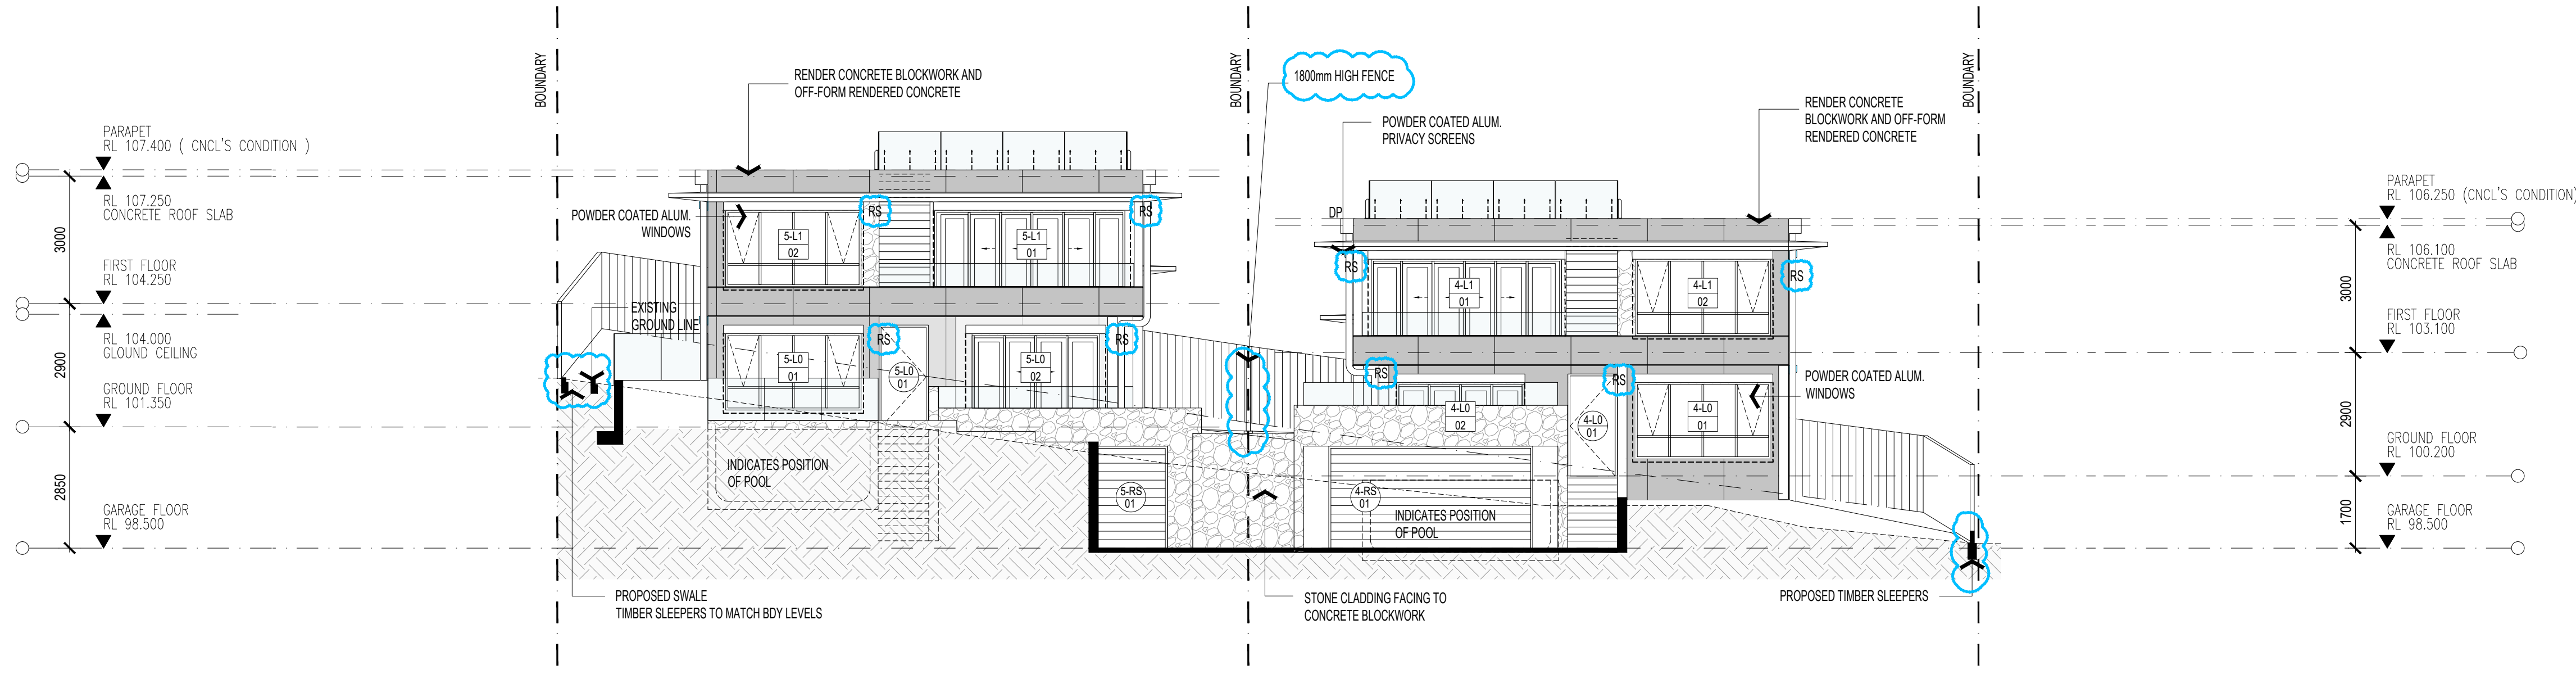 BOUNDARY
BOUNDARY
BOUNDARY
1800mm HIGH FENCE
RENDER CONCRETE BLOCKWORK AND
OFF-FORM RENDERED CONCRETE
POWDER COATED ALUM.
PRIVACY SCREENS
RENDER CONCRETE
BLOCKWORK AND OFF-FORM
RENDERED CONCRETE
PARAPET
RL 107.400 ( CNCL'S CONDITION )
RL 107.250
CONCRETE ROOF SLAB
3000
FIRST FLOOR
RL 104.250
RL 104.000
GLOUND CEILING
2900
GROUND FLOOR
RL 101.350
2850
GARAGE FLOOR
RL 98.500
POWDER COATED ALUM.
WINDOWS
EXISTING
GROUND LINE
RS
RS
5-L1
02
5-L1
01
RS
RS
5-L0
01
5-L0
01
5-L0
02
INDICATES POSITION
OF POOL
5-RS
01
PROPOSED SWALE
TIMBER SLEEPERS TO MATCH BDY LEVELS
DP
RS
RS
4-L1
01
4-L1
02
RS
RS
4-L0
02
4-L0
01
4-L0
01
POWDER COATED ALUM.
WINDOWS
4-RS
01
INDICATES POSITION
OF POOL
STONE CLADDING FACING TO
CONCRETE BLOCKWORK
PROPOSED TIMBER SLEEPERS
PARAPET
RL 106.250 (CNCL'S CONDITION)
RL 106.100
CONCRETE ROOF SLAB
3000
FIRST FLOOR
RL 103.100
2900
GROUND FLOOR
RL 100.200
1700
GARAGE FLOOR
RL 98.500